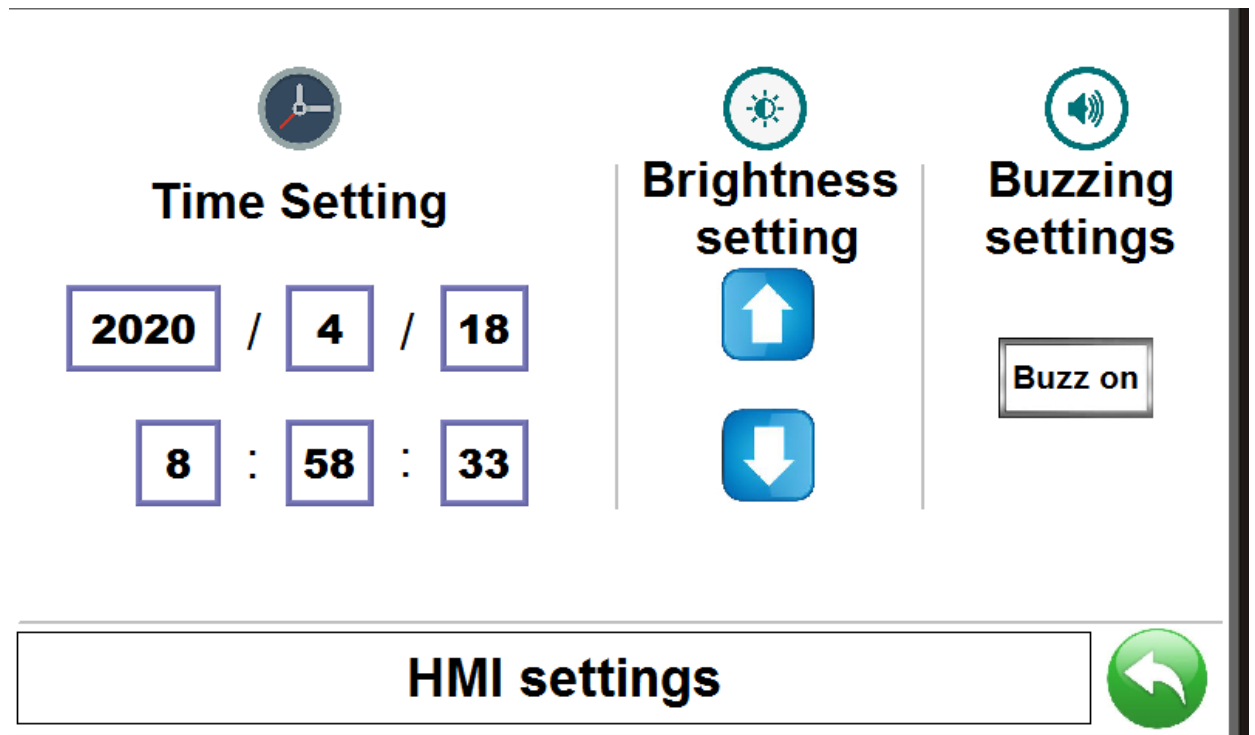 Time Setting
2020 / 4 / 18
8 : 58 : 33
Brightness
setting
Buzzing
settings
Buzz on
HMI settings